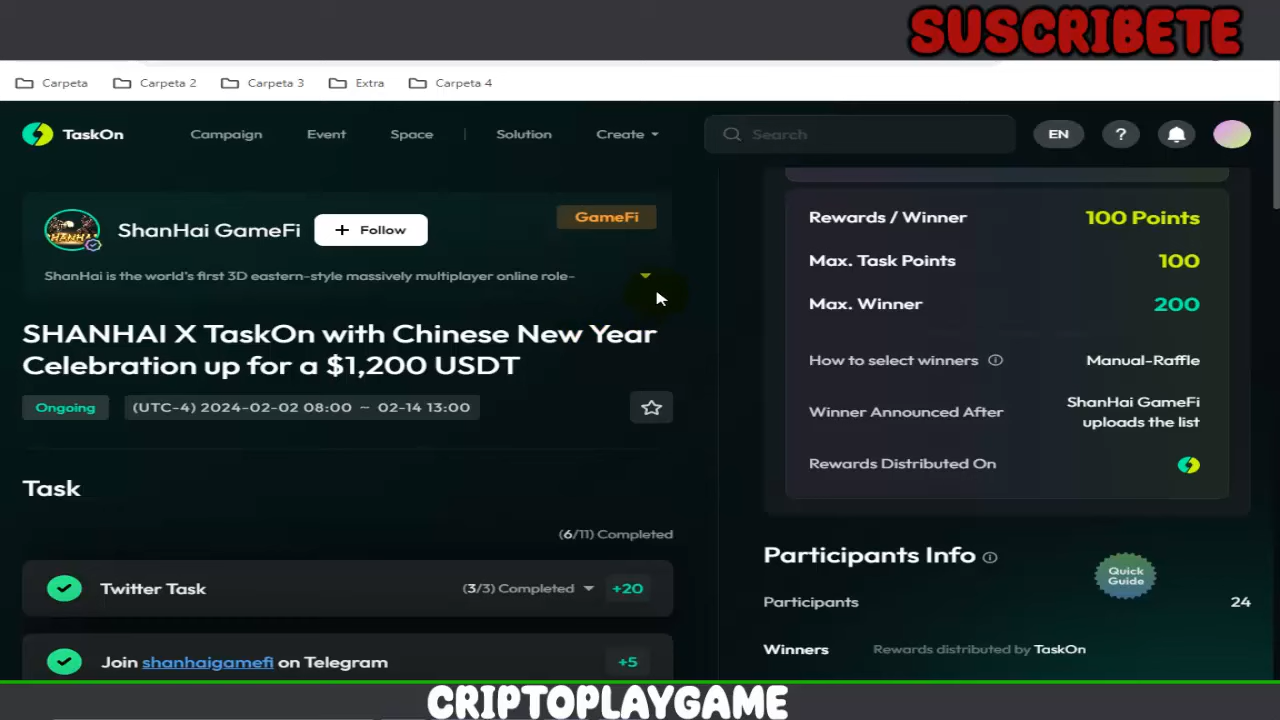 SUSCRIBETE
Carpeta Carpeta 2 Carpeta 3 Extra Carpeta 4
TaskOn Campaign Event Space Solution Create Search EN ?
ShanHai GameFi + Follow GameFi
ShanHai is the world's first 3D eastern-style massively multiplayer online role-
SHANHAI X TaskOn with Chinese New Year
Celebration up for a $1,200 USDT
Ongoing (UTC-4) 2024-02-02 08:00 ~ 02-14 13:00
Task
(6/11) Completed
Twitter Task (3/3) Completed +20
Join shanhaigamefi on Telegram +5
Rewards / Winner 100 Points
Max. Task Points 100
Max. Winner 200
How to select winners Manual-Raffle
Winner Announced After ShanHai GameFi
uploads the list
Rewards Distributed On
Participants Info
Quick
Guide
Participants 24
Winners Rewards distributed by TaskOn
CRIPTOPLAYGAME